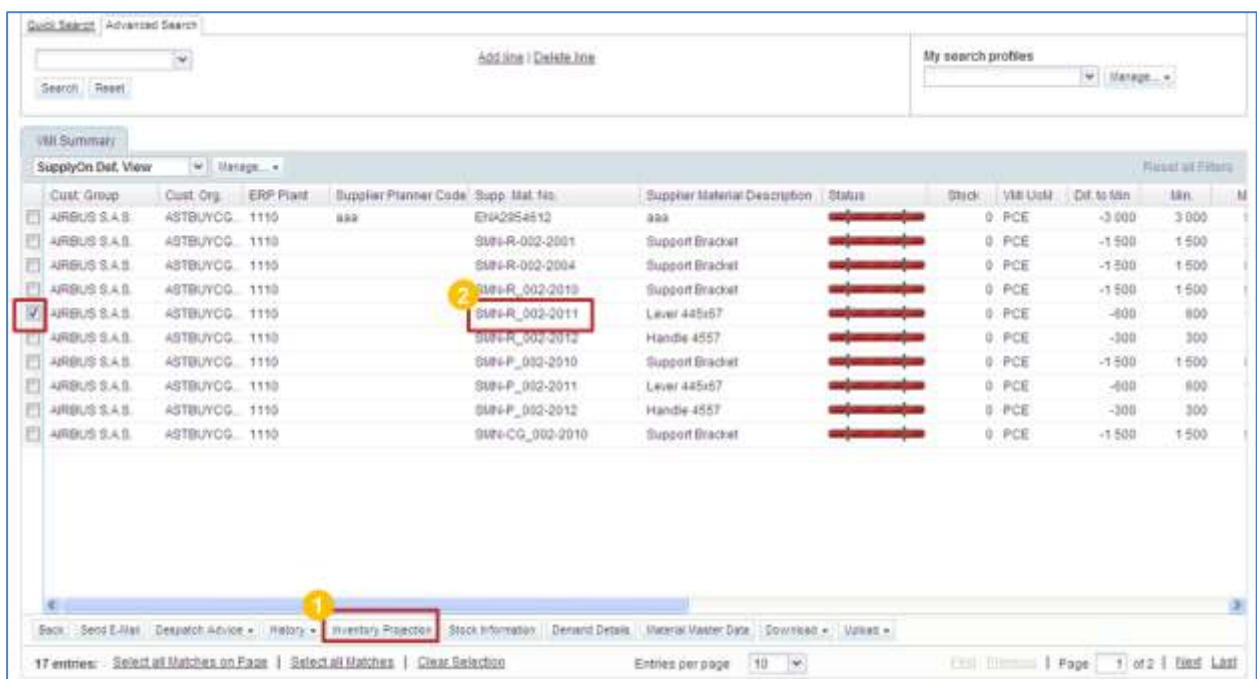 Quick Search Advanced Search
Add line | Delete line
My search profiles
Manage...
Search Reset
VMI Summary
SupplyOn Def. View Manage... Reset all Filters
Cust. Group Cust. Org. ERP Plant Supplier Planner Code Supp. Mat. No. Supplier Material Description Status Stock VMI UoM Dif. to Min Min.
AIRBUS S.A.S. ASTBUYCG... 1110 aaa ENA2954612 aaa 0 PCE -3 000 3 000
AIRBUS S.A.S. ASTBUYCG... 1110 SMN-R-002-2001 Support Bracket 0 PCE -1 500 1 500
AIRBUS S.A.S. ASTBUYCG... 1110 SMN-R-002-2004 Support Bracket 0 PCE -1 500 1 500
AIRBUS S.A.S. ASTBUYCG... 1110 SMN-R_002-2010 Support Bracket 0 PCE -1 500 1 500
2
AIRBUS S.A.S. ASTBUYCG... 1110 SMN-R_002-2011 Lever 445x67 0 PCE -600 600
AIRBUS S.A.S. ASTBUYCG... 1110 SMN-R_002-2012 Handle 4557 0 PCE -300 300
AIRBUS S.A.S. ASTBUYCG... 1110 SMN-P_002-2010 Support Bracket 0 PCE -1 500 1 500
AIRBUS S.A.S. ASTBUYCG... 1110 SMN-P_002-2011 Lever 445x67 0 PCE -600 600
AIRBUS S.A.S. ASTBUYCG... 1110 SMN-P_002-2012 Handle 4557 0 PCE -300 300
AIRBUS S.A.S. ASTBUYCG... 1110 SMN-CG_002-2010 Support Bracket 0 PCE -1 500 1 500
1
Back Send E-Mail Despatch Advice History Inventory Projection Stock Information Demand Details Material Master Data Download Upload
17 entries: Select all Matches on Page | Select all Matches | Clear Selection Entries per page 10 First Previous | Page 1 of 2 | Next Last